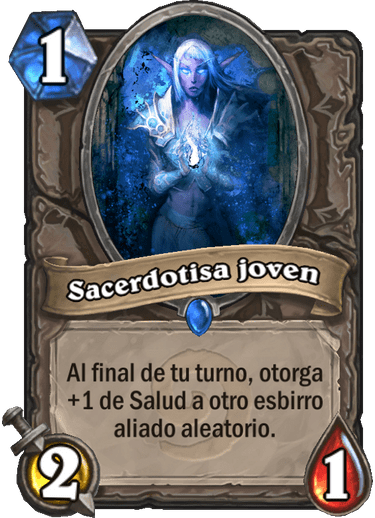 1
Sacerdotisa joven
Al final de tu turno, otorga
+1 de Salud a otro esbirro
aliado aleatorio.
2
1